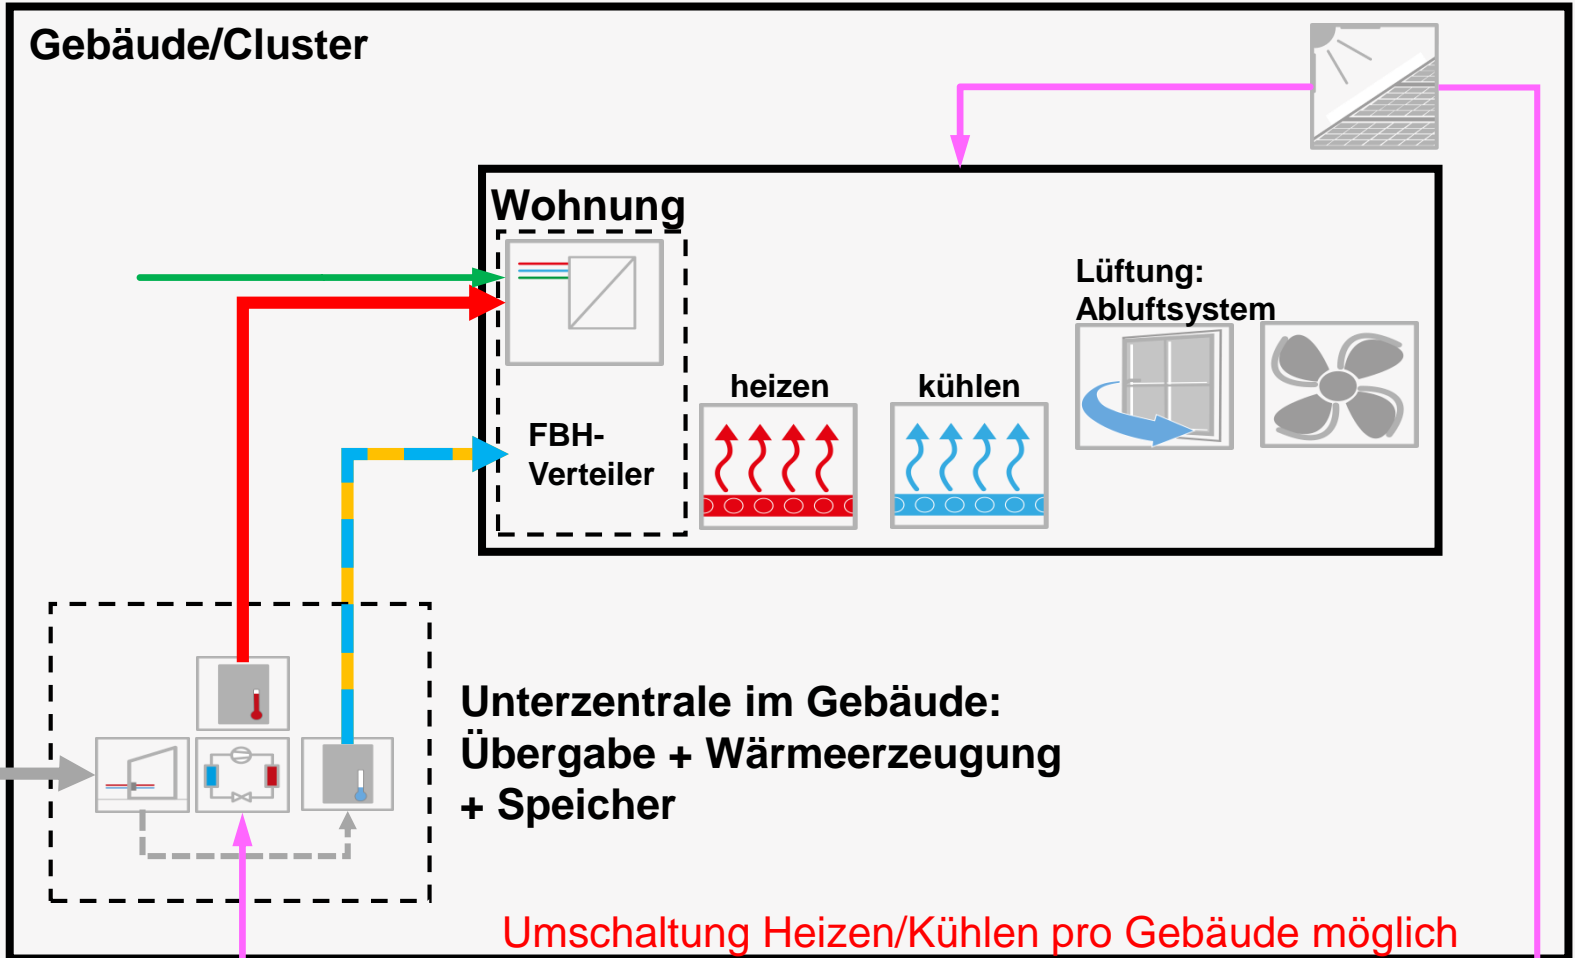 Gebäude/Cluster
Wohnung
Lüftung:
Abluftsystem
heizen
kühlen
FBH-
Verteiler
Unterzentrale im Gebäude:
Übergabe + Wärmeerzeugung
+ Speicher
Umschaltung Heizen/Kühlen pro Gebäude möglich